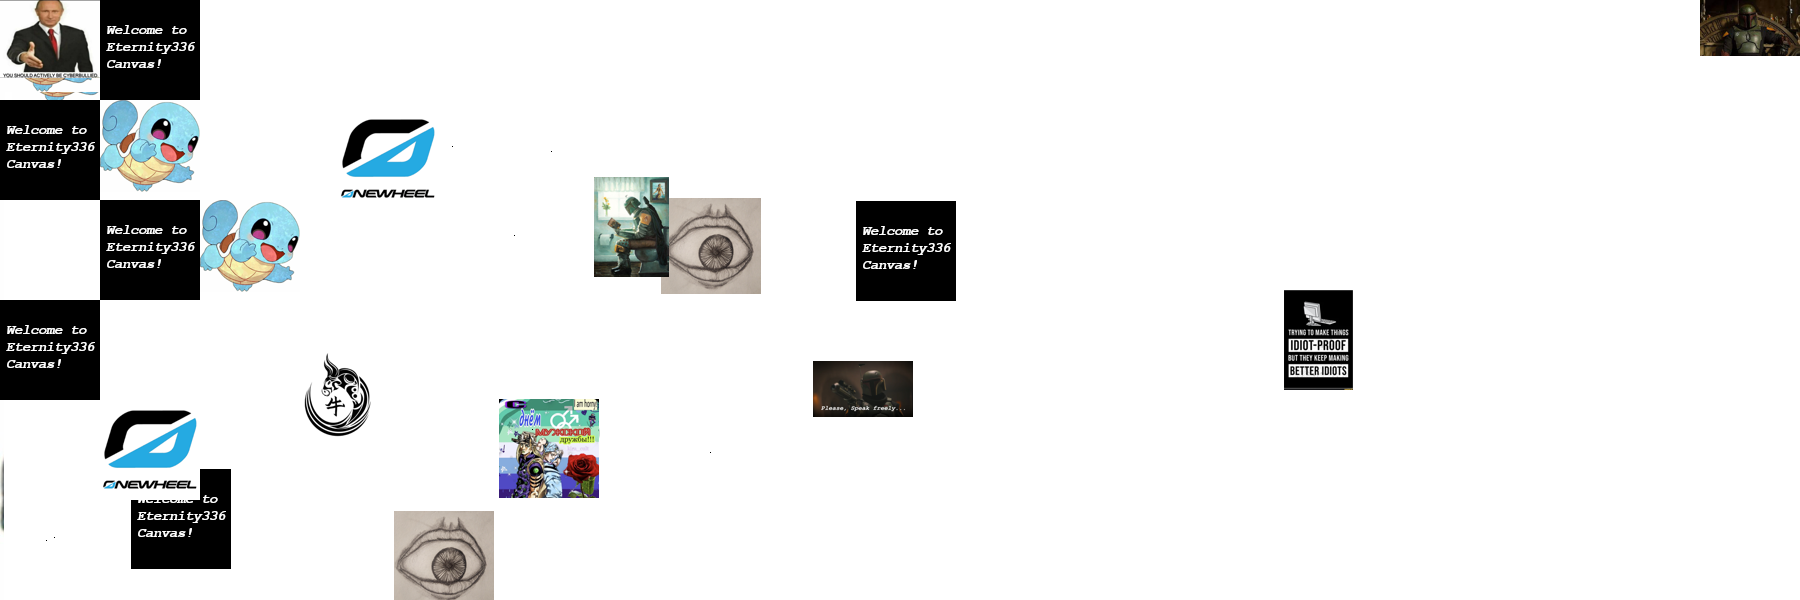 YOU SHOULD ACTIVELY BE CYBERBULLIED.
Welcome to
Eternity336
Canvas!
Welcome to
Eternity336
Canvas!
ONEWHEEL
Welcome to
Eternity336
Canvas!
Welcome to
Eternity336
Canvas!
TRYING TO MAKE THINGS
IDIOT-PROOF
BUT THEY KEEP MAKING
BETTER IDIOTS
Welcome to
Eternity336
Canvas!
牛
Please, Speak freely...
I am horny
днём
МУЖСКОЙ
дружбы!!!
ONEWHEEL
Welcome to
Eternity336
Canvas!